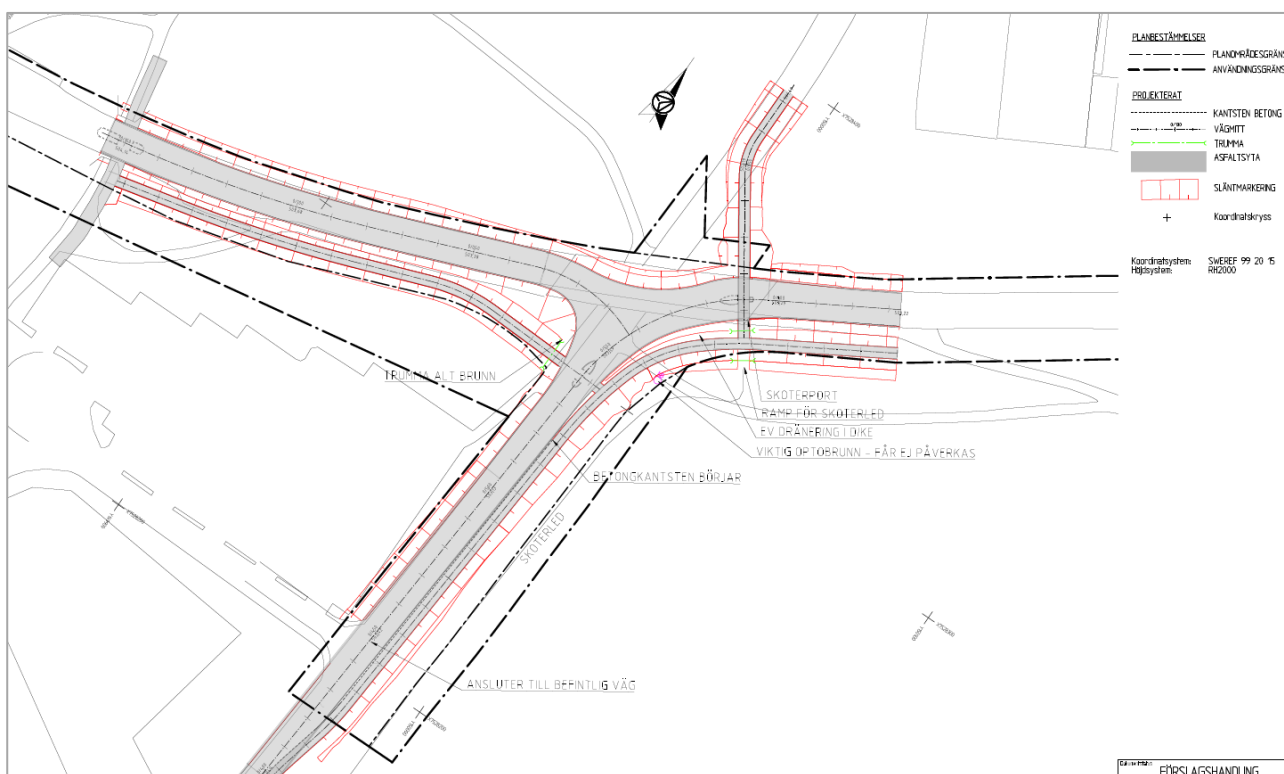 PLANBESTÄMMELSER
PLANOMRÅDESGRÄNS
ANVÄNDNINGSGRÄNS
PROJEKTERAT
KANTSTEN BETONG
VÄGMITT
TRUMMA
ASFALTSYTA
SLÄNTMARKERING
Koordinatkryss
Koordinatsystem: SWEREF 99 20 15
Höjdsystem: RH2000
TRUMMA ALT BRUNN
SKOTERPORT
RAMP FÖR SKOTERLED
EV DRÄNERING I DIKE
VIKTIG OPTOBRUNN - FÅR EJ PÅVERKAS
BETONGKANTSTEN BÖRJAR
SKOTERLED
ANSLUTER TILL BEFINTLIG VÄG
FÖRSLAGSHANDLING